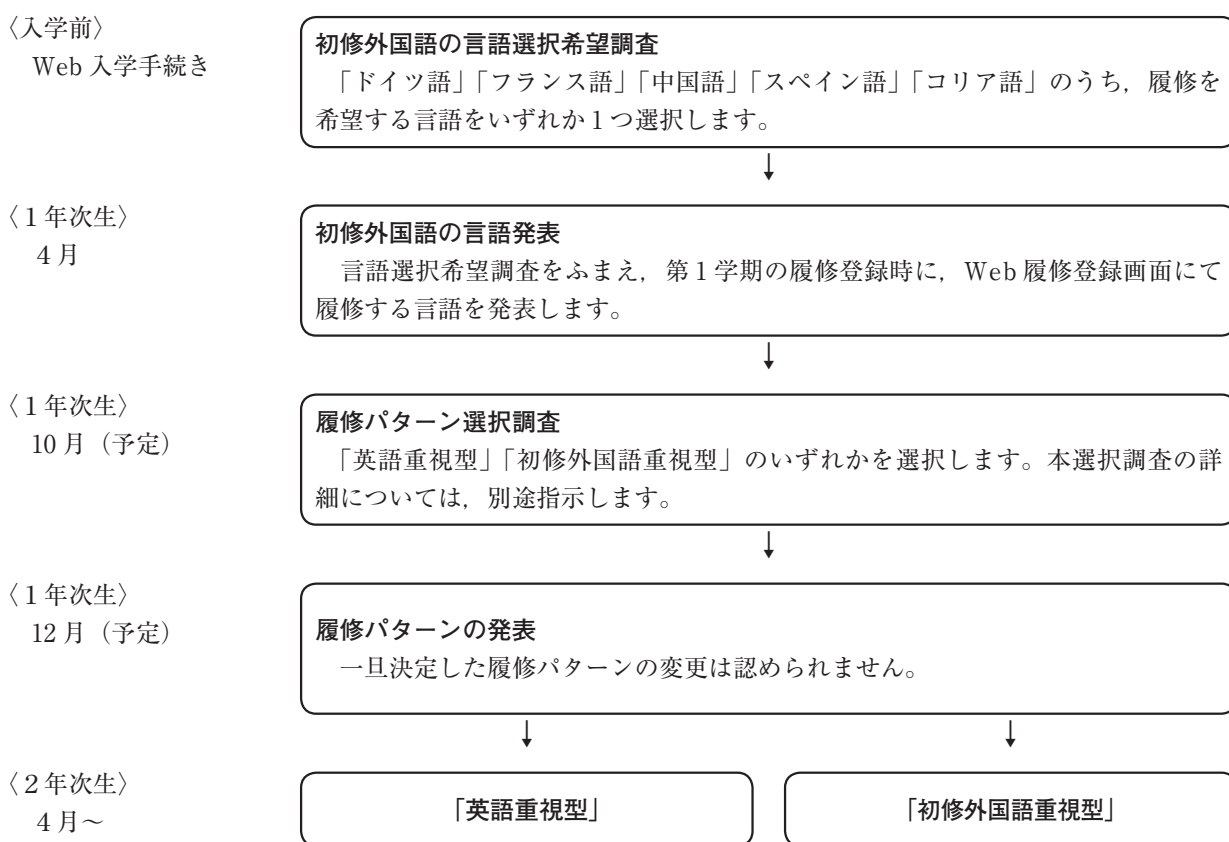 〈入学前〉
Web 入学手続き
初修外国語の言語選択希望調査
「ドイツ語」「フランス語」「中国語」「スペイン語」「コリア語」のうち，履修を
希望する言語をいずれか１つ選択します。
↓
〈１年次生〉
４月
初修外国語の言語発表
言語選択希望調査をふまえ，第１学期の履修登録時に，Web 履修登録画面にて
履修する言語を発表します。
↓
〈１年次生〉
10 月（予定）
履修パターン選択調査
「英語重視型」「初修外国語重視型」のいずれかを選択します。本選択調査の詳
細については，別途指示します。
↓
〈１年次生〉
12 月（予定）
履修パターンの発表
一旦決定した履修パターンの変更は認められません。
↓ ↓
〈２年次生〉
４月～
「英語重視型」
「初修外国語重視型」